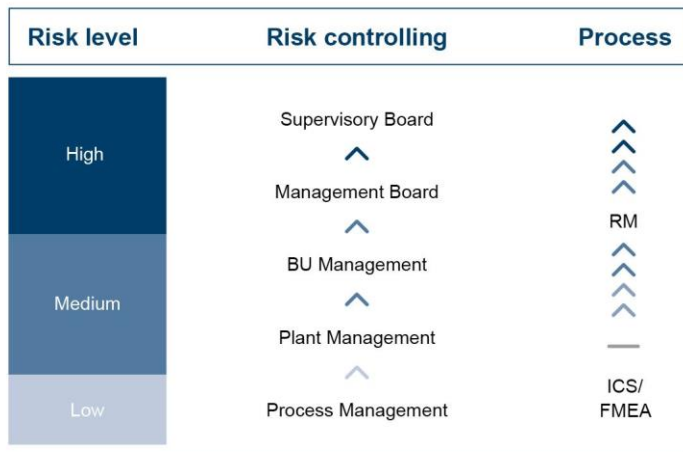 Risk level Risk controlling Process
Supervisory Board
High
Management Board
RM
BU Management
Medium
Plant Management
ICS/
FMEA
Low Process Management